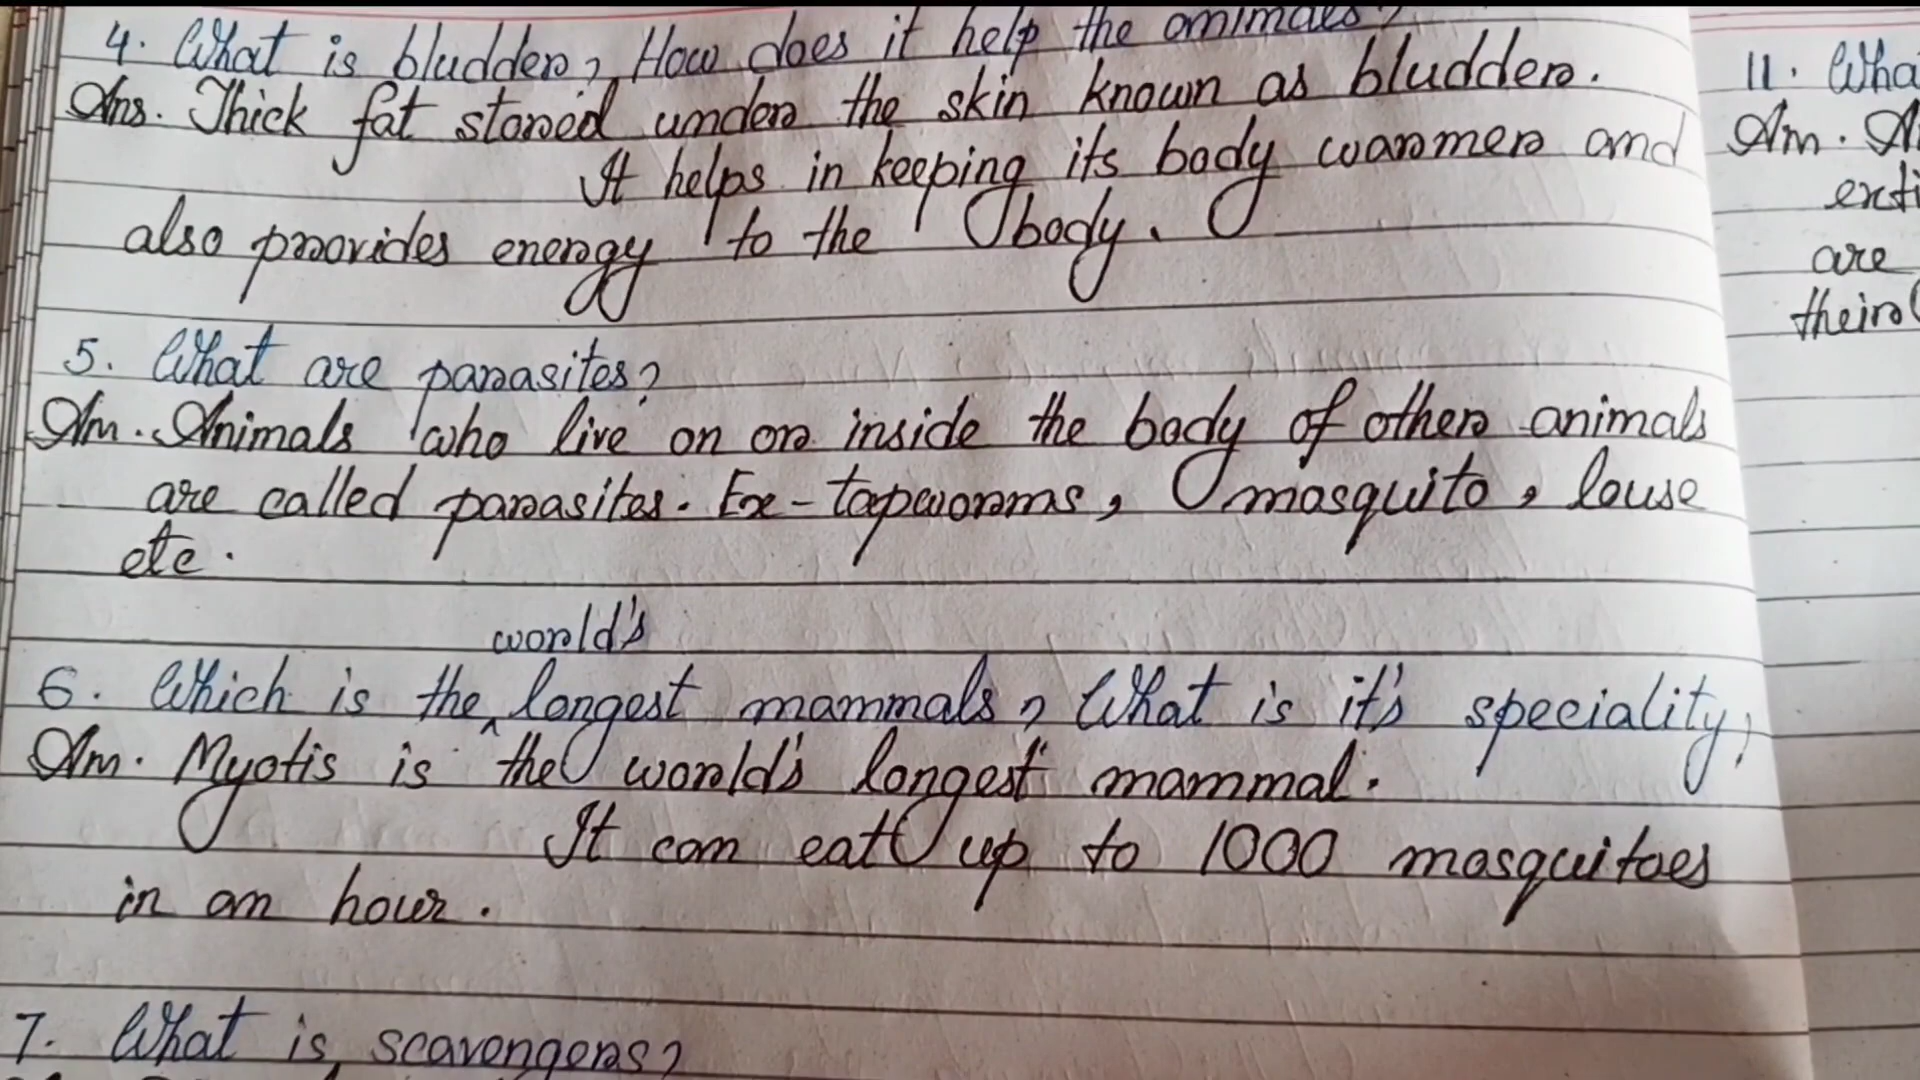 4. What is bludder? How does it help the animals?
Ans. Thick fat stored under the skin known as bludder.
It helps in keeping its body warmer and
also provides energy to the body.
5. What are parasites?
Ans. Animals who live on or inside the body of other animals
are called parasites. Ex - tapworms, mosquito, louse
etc.
world's
6. Which is the ^ longest mammals? What is it's speciality?
Ans. Myotis is the world's longest mammal.
It can eat up to 1000 mosquitoes
in an hour.
7. What is scavengers?
11. Wha
Ans. A
exti
are
their